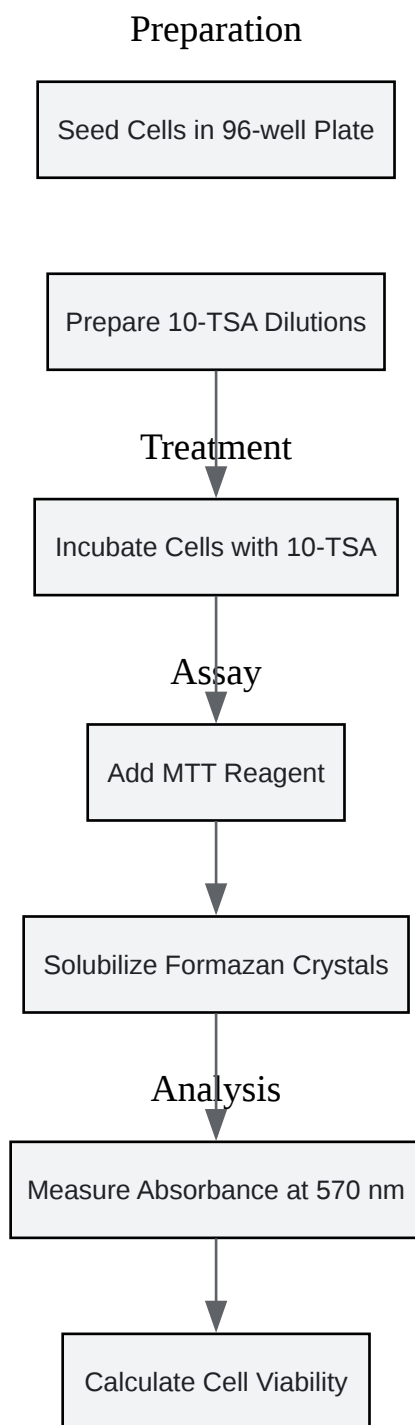 Preparation
Seed Cells in 96-well Plate
Prepare 10-TSA Dilutions
Treatment
Incubate Cells with 10-TSA
Assay
Add MTT Reagent
Solubilize Formazan Crystals
Analysis
Measure Absorbance at 570 nm
Calculate Cell Viability